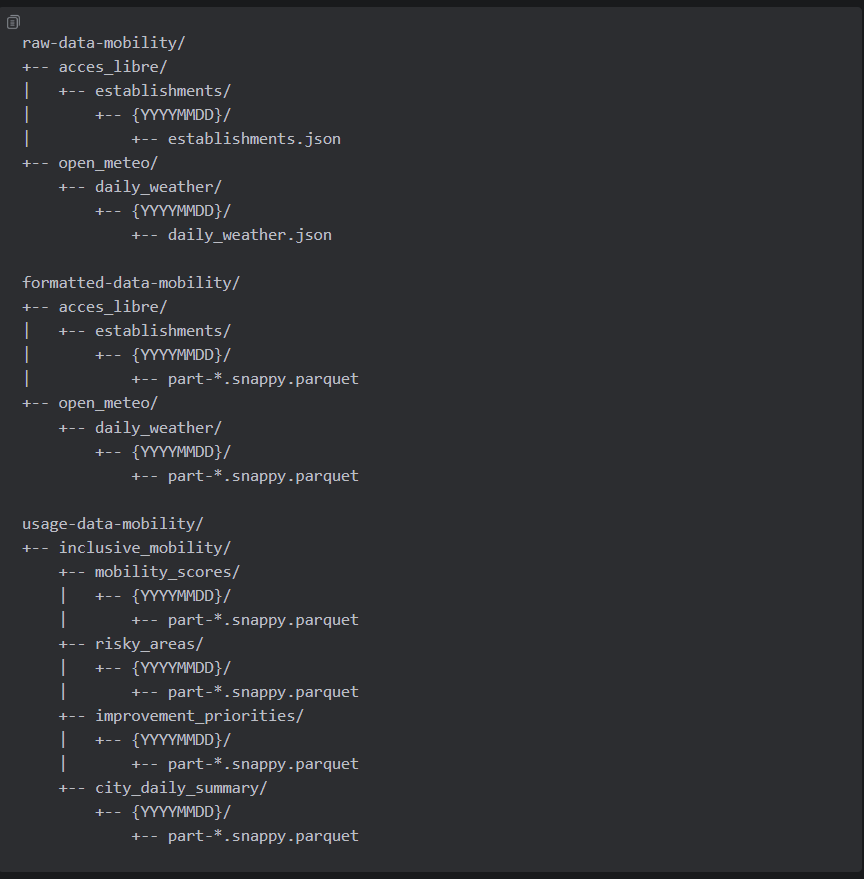 raw-data-mobility/
+-- acces_libre/
|   +-- establishments/
|       +-- {YYYYMMDD}/
|           +-- establishments.json
+-- open_meteo/
    +-- daily_weather/
        +-- {YYYYMMDD}/
            +-- daily_weather.json

formatted-data-mobility/
+-- acces_libre/
|   +-- establishments/
|       +-- {YYYYMMDD}/
|           +-- part-*.snappy.parquet
+-- open_meteo/
    +-- daily_weather/
        +-- {YYYYMMDD}/
            +-- part-*.snappy.parquet

usage-data-mobility/
+-- inclusive_mobility/
    +-- mobility_scores/
    |   +-- {YYYYMMDD}/
    |       +-- part-*.snappy.parquet
    +-- risky_areas/
    |   +-- {YYYYMMDD}/
    |       +-- part-*.snappy.parquet
    +-- improvement_priorities/
    |   +-- {YYYYMMDD}/
    |       +-- part-*.snappy.parquet
    +-- city_daily_summary/
        +-- {YYYYMMDD}/
            +-- part-*.snappy.parquet